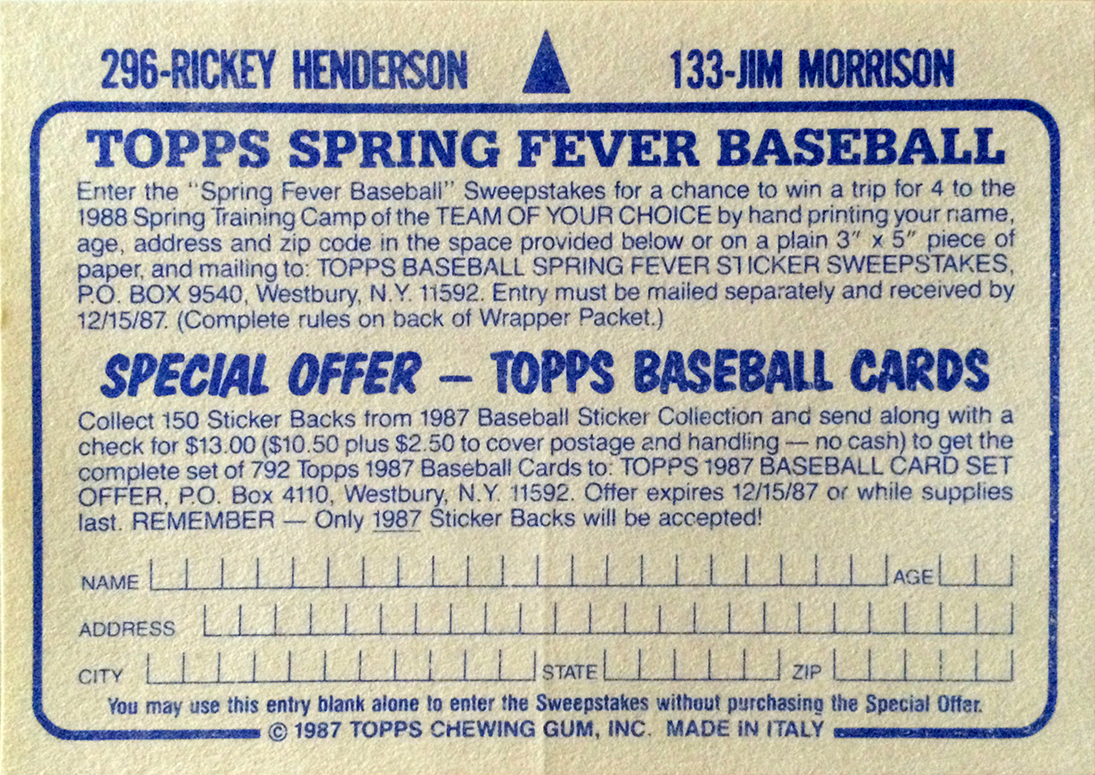 296-RICKEY HENDERSON 133-JIM MORRISON
TOPPS SPRING FEVER BASEBALL
Enter the "Spring Fever Baseball" Sweepstakes for a chance to win a trip for 4 to the
1988 Spring Training Camp of the TEAM OF YOUR CHOICE by hand printing your name,
age, address and zip code in the space provided below or on a plain 3" x 5" piece of
paper, and mailing to: TOPPS BASEBALL SPRING FEVER STICKER SWEEPSTAKES,
P.O. BOX 9540, Westbury, N.Y. 11592. Entry must be mailed separately and received by
12/15/87. (Complete rules on back of Wrapper Packet.)
SPECIAL OFFER — TOPPS BASEBALL CARDS
Collect 150 Sticker Backs from 1987 Baseball Sticker Collection and send along with a
check for $13.00 ($10.50 plus $2.50 to cover postage and handling — no cash) to get the
complete set of 792 Topps 1987 Baseball Cards to: TOPPS 1987 BASEBALL CARD SET
OFFER, P.O. Box 4110, Westbury, N.Y. 11592. Offer expires 12/15/87 or while supplies
last. REMEMBER — Only 1987 Sticker Backs will be accepted!
NAME AGE
ADDRESS
CITY STATE ZIP
You may use this entry blank alone to enter the Sweepstakes without purchasing the Special Offer.
© 1987 TOPPS CHEWING GUM, INC. MADE IN ITALY